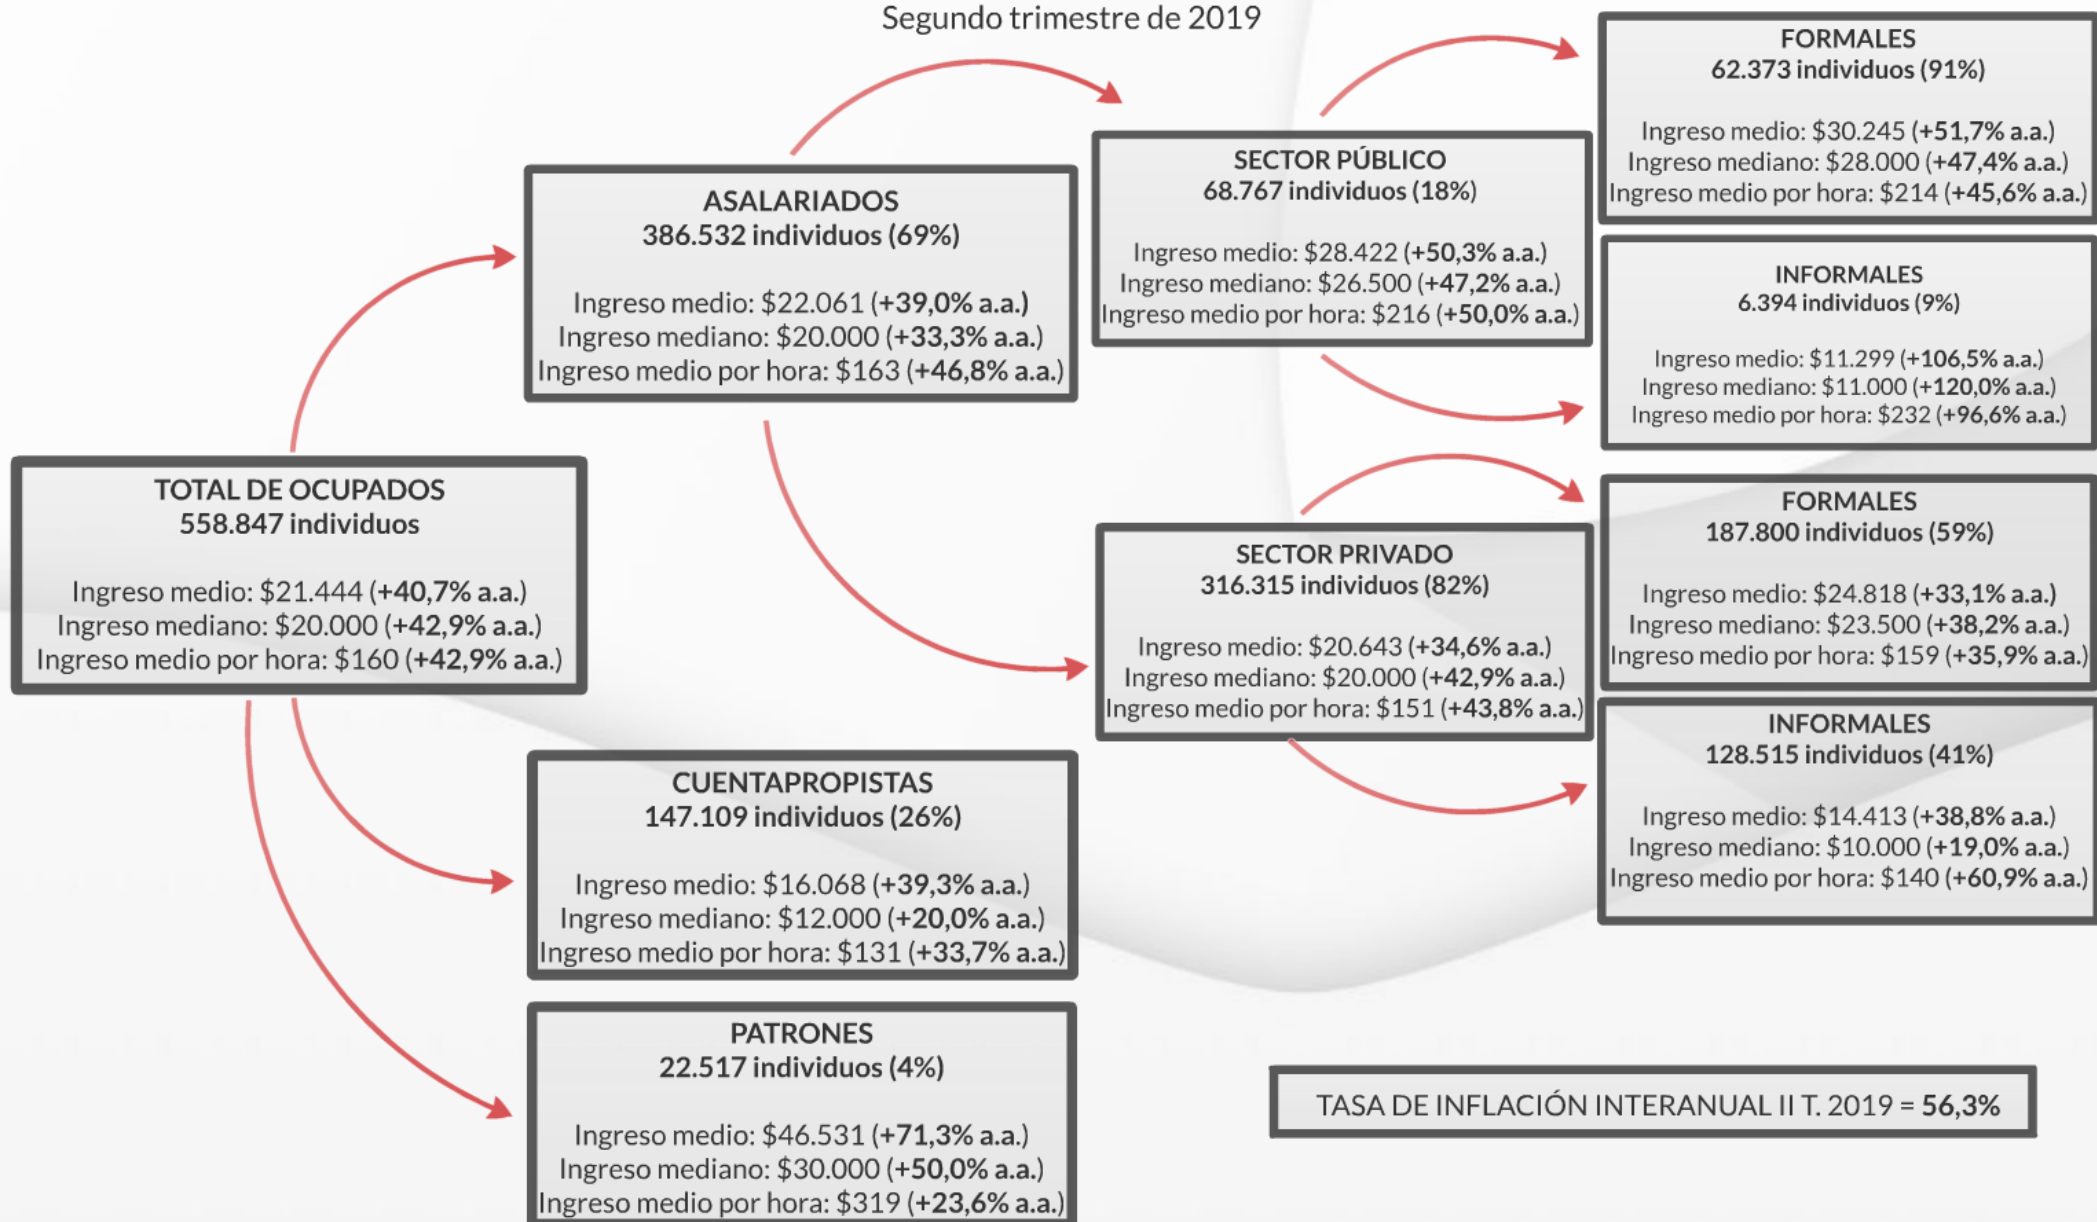 Segundo trimestre de 2019
TOTAL DE OCUPADOS
558.847 individuos
Ingreso medio: $21.444 (+40,7% a.a.)
Ingreso mediano: $20.000 (+42,9% a.a.)
Ingreso medio por hora: $160 (+42,9% a.a.)
ASALARIADOS
386.532 individuos (69%)
Ingreso medio: $22.061 (+39,0% a.a.)
Ingreso mediano: $20.000 (+33,3% a.a.)
Ingreso medio por hora: $163 (+46,8% a.a.)
CUENTAPROPISTAS
147.109 individuos (26%)
Ingreso medio: $16.068 (+39,3% a.a.)
Ingreso mediano: $12.000 (+20,0% a.a.)
Ingreso medio por hora: $131 (+33,7% a.a.)
PATRONES
22.517 individuos (4%)
Ingreso medio: $46.531 (+71,3% a.a.)
Ingreso mediano: $30.000 (+50,0% a.a.)
Ingreso medio por hora: $319 (+23,6% a.a.)
SECTOR PÚBLICO
68.767 individuos (18%)
Ingreso medio: $28.422 (+50,3% a.a.)
Ingreso mediano: $26.500 (+47,2% a.a.)
Ingreso medio por hora: $216 (+50,0% a.a.)
SECTOR PRIVADO
316.315 individuos (82%)
Ingreso medio: $20.643 (+34,6% a.a.)
Ingreso mediano: $20.000 (+42,9% a.a.)
Ingreso medio por hora: $151 (+43,8% a.a.)
FORMALES
62.373 individuos (91%)
Ingreso medio: $30.245 (+51,7% a.a.)
Ingreso mediano: $28.000 (+47,4% a.a.)
Ingreso medio por hora: $214 (+45,6% a.a.)
INFORMALES
6.394 individuos (9%)
Ingreso medio: $11.299 (+106,5% a.a.)
Ingreso mediano: $11.000 (+120,0% a.a.)
Ingreso medio por hora: $232 (+96,6% a.a.)
FORMALES
187.800 individuos (59%)
Ingreso medio: $24.818 (+33,1% a.a.)
Ingreso mediano: $23.500 (+38,2% a.a.)
Ingreso medio por hora: $159 (+35,9% a.a.)
INFORMALES
128.515 individuos (41%)
Ingreso medio: $14.413 (+38,8% a.a.)
Ingreso mediano: $10.000 (+19,0% a.a.)
Ingreso medio por hora: $140 (+60,9% a.a.)
TASA DE INFLACIÓN INTERANUAL II T. 2019 = 56,3%